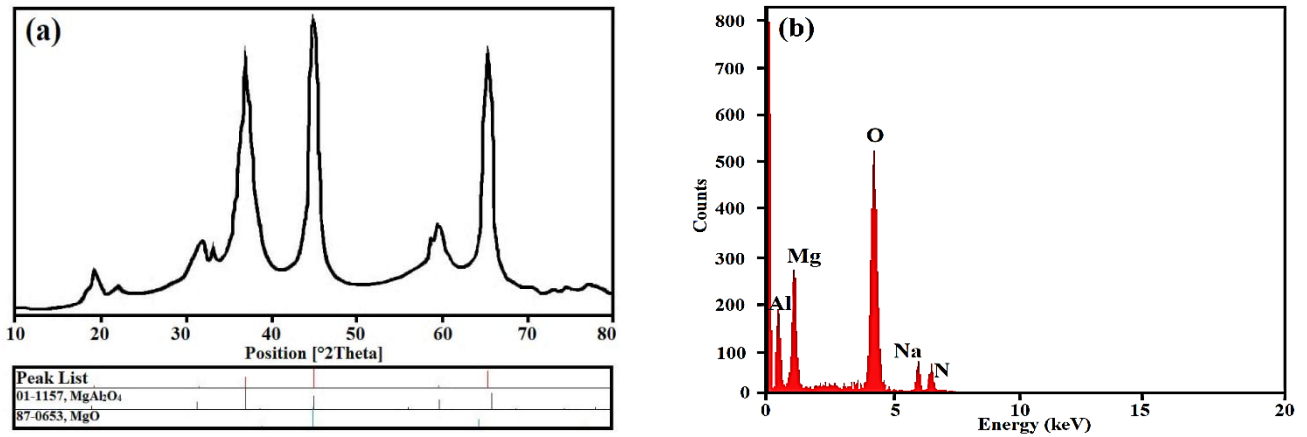 (a)
10 20 30 40 50 60 70 80
Position [°2Theta]
Peak List
01-1157, MgAl₂O₄
87-0653, MgO
(b)
800
700
600
500
400
300
200
100
0
Counts
Al
Mg
O
Na
N
0 5 10 15 20
Energy (keV)